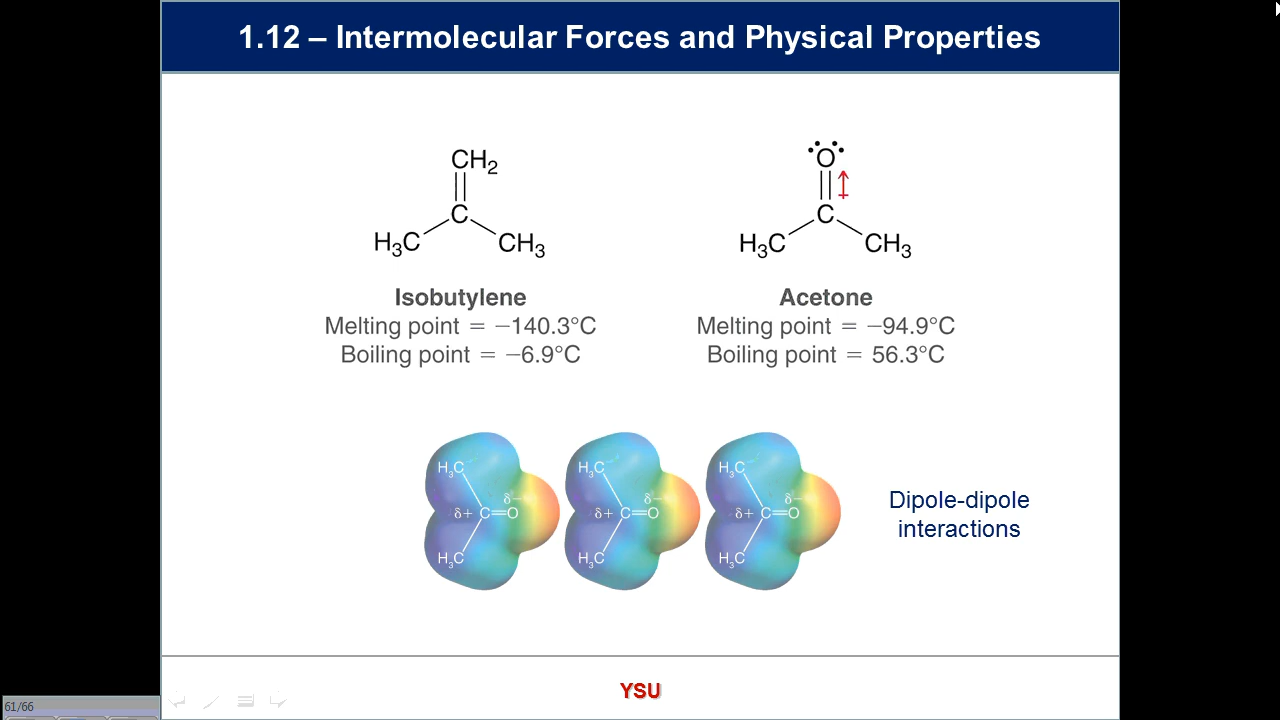 1.12 – Intermolecular Forces and Physical Properties
CH₂
C
H₃C CH₃
Isobutylene
Melting point = −140.3°C
Boiling point = −6.9°C
O
C
H₃C CH₃
Acetone
Melting point = −94.9°C
Boiling point = 56.3°C
H₃C
δ−
δ+ C=O
H₃C
H₃C
δ−
δ+ C=O
H₃C
H₃C
δ−
δ+ C=O
H₃C
Dipole-dipole
interactions
YSU
61/66